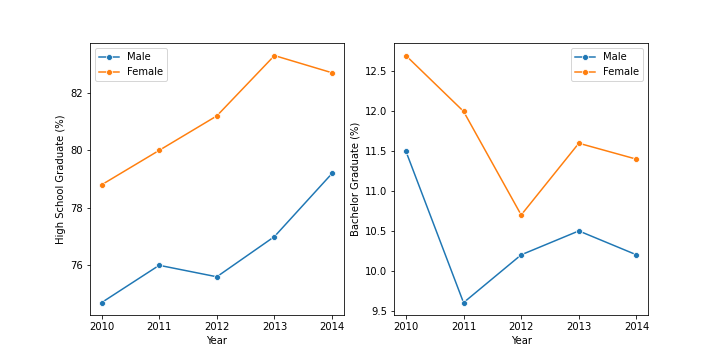 Male
Female
High School Graduate (%)
82
80
78
76
2010 2011 2012 2013 2014
Year
Male
Female
Bachelor Graduate (%)
12.5
12.0
11.5
11.0
10.5
10.0
9.5
2010 2011 2012 2013 2014
Year